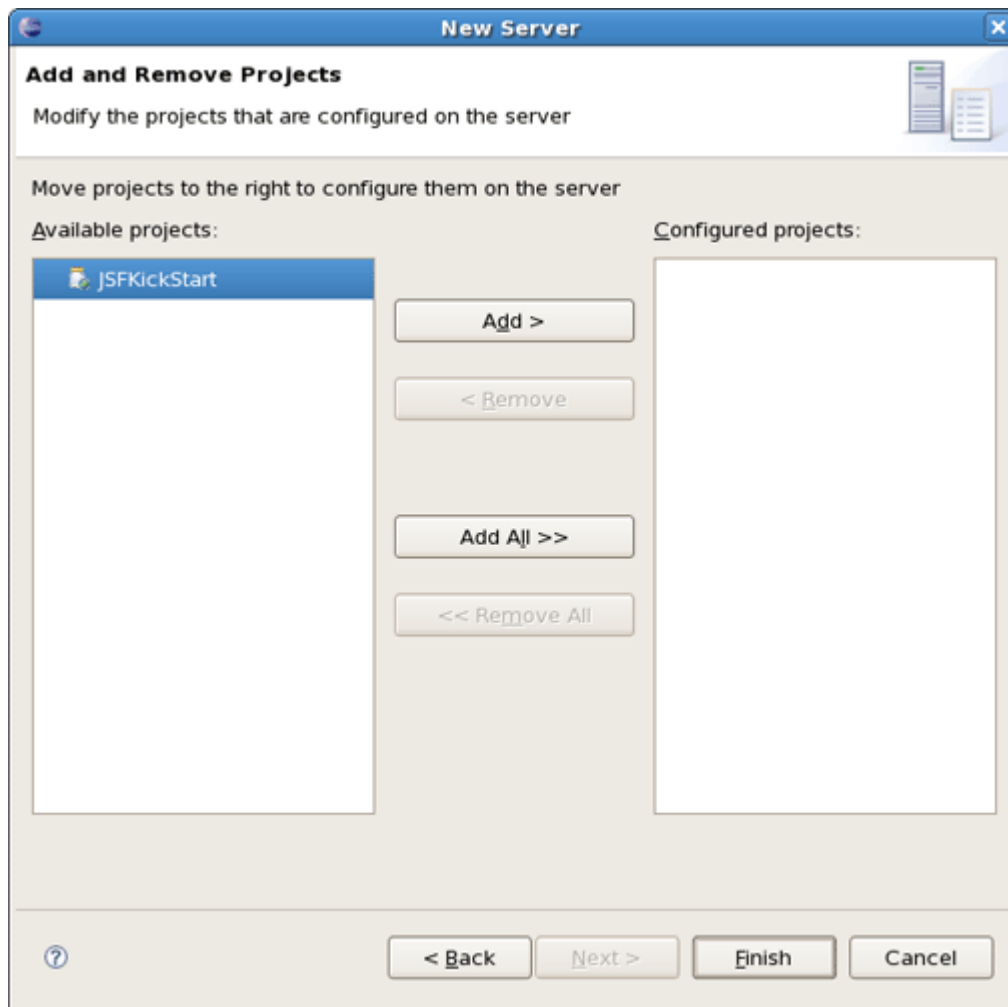 New Server
Add and Remove Projects
Modify the projects that are configured on the server
Move projects to the right to configure them on the server
Available projects:
Configured projects:
JSFKickStart
Add >
< Remove
Add All >>
<< Remove All
?
< Back
Next >
Finish
Cancel